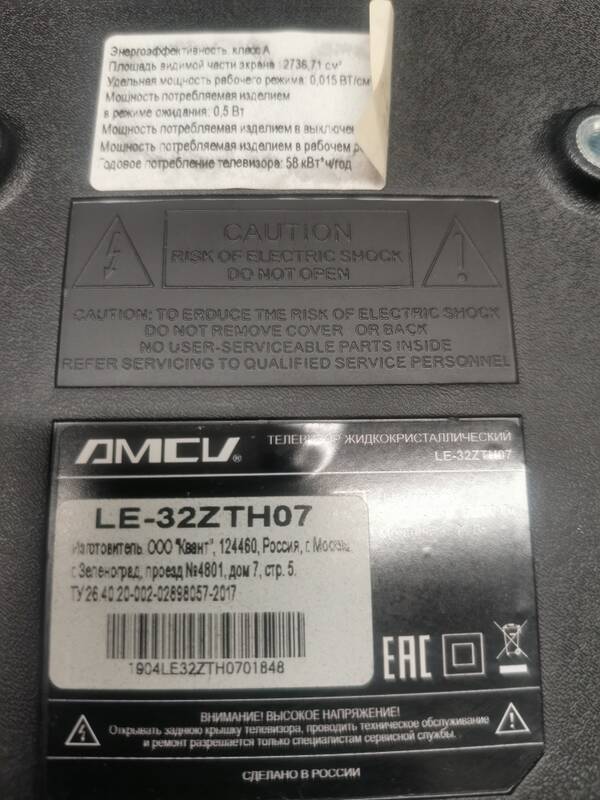 Энергоэффективность: класс А
Площадь видимой части экрана: 2736,71 см²
Удельная мощность рабочего режима: 0,015 ВТ/см
Мощность потребляемая изделием
в режиме ожидания: 0,5 Вт
Мощность потребляемая изделием в выключен
Мощность потребляемая изделием в рабочем р
Годовое потребление телевизора: 58 кВт*ч/год
CAUTION
RISK OF ELECTRIC SHOCK
DO NOT OPEN
CAUTION: TO ERDUCE THE RISK OF ELECTRIC SHOCK
DO NOT REMOVE COVER OR BACK
NO USER-SERVICEABLE PARTS INSIDE
REFER SERVICING TO QUALIFIED SERVICE PERSONNEL
AMCV®
ТЕЛЕВИЗОР ЖИДКОКРИСТАЛЛИЧЕСКИЙ
LE-32ZTH07
LE-32ZTH07
Изготовитель: ООО "Квант", 124460, Россия, г. Москва,
г. Зеленоград, проезд №4801, дом 7, стр. 5.
ТУ 26.40.20-002-02898057-2017
1904LE32ZTH0701848
EAC
ВНИМАНИЕ! ВЫСОКОЕ НАПРЯЖЕНИЕ!
Открывать заднюю крышку телевизора, проводить техническое обслуживание
и ремонт разрешается только специалистам сервисной службы.
СДЕЛАНО В РОССИИ